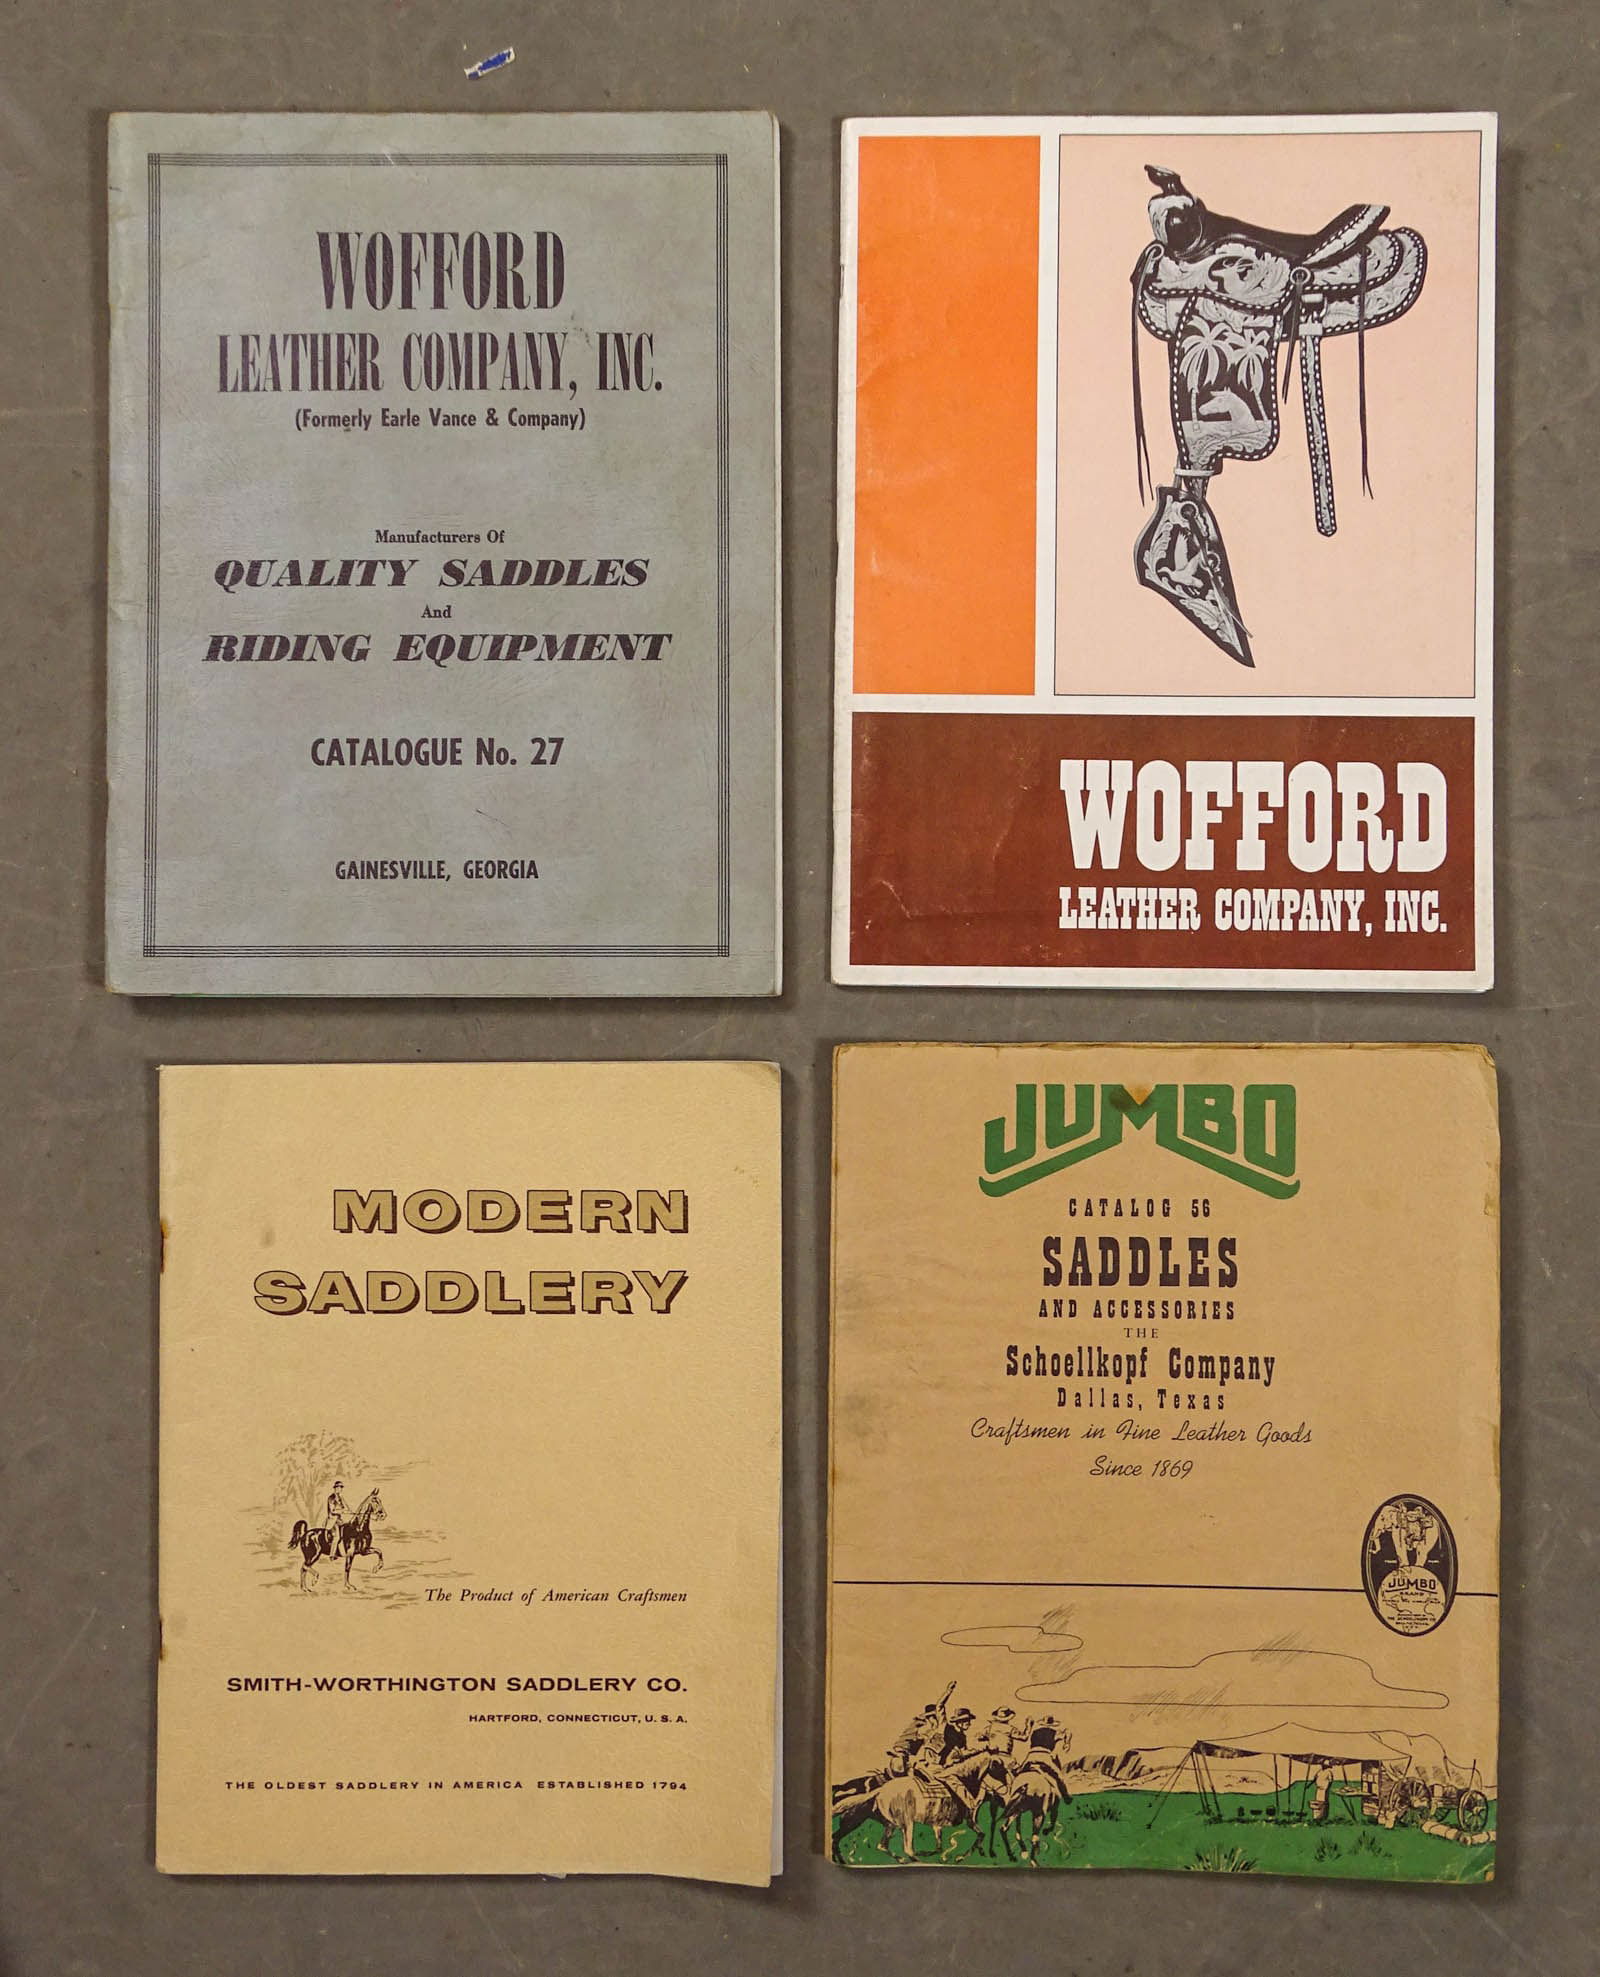 WOFFORD
LEATHER COMPANY, INC.
(Formerly Earle Vance & Company)
Manufacturers Of
QUALITY SADDLES
And
RIDING EQUIPMENT
CATALOGUE No. 27
GAINESVILLE, GEORGIA
WOFFORD
LEATHER COMPANY, INC.
MODERN
SADDLERY
The Product of American Craftsmen
SMITH-WORTHINGTON SADDLERY CO.
HARTFORD, CONNECTICUT, U. S. A.
THE OLDEST SADDLERY IN AMERICA ESTABLISHED 1794
JUMBO
CATALOG 56
SADDLES
AND ACCESSORIES
THE
Schoellkopf Company
Dallas, Texas
Craftsmen in Fine Leather Goods
Since 1869
JUMBO
BRAND